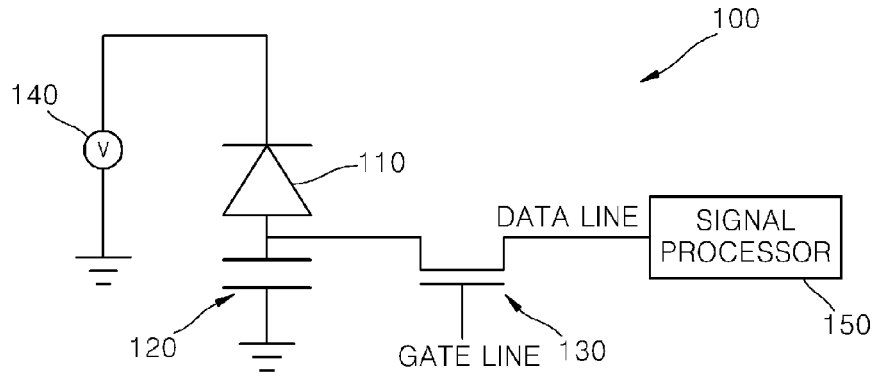 100
140
V
110
DATA LINE
SIGNAL
PROCESSOR
120
GATE LINE
130
150